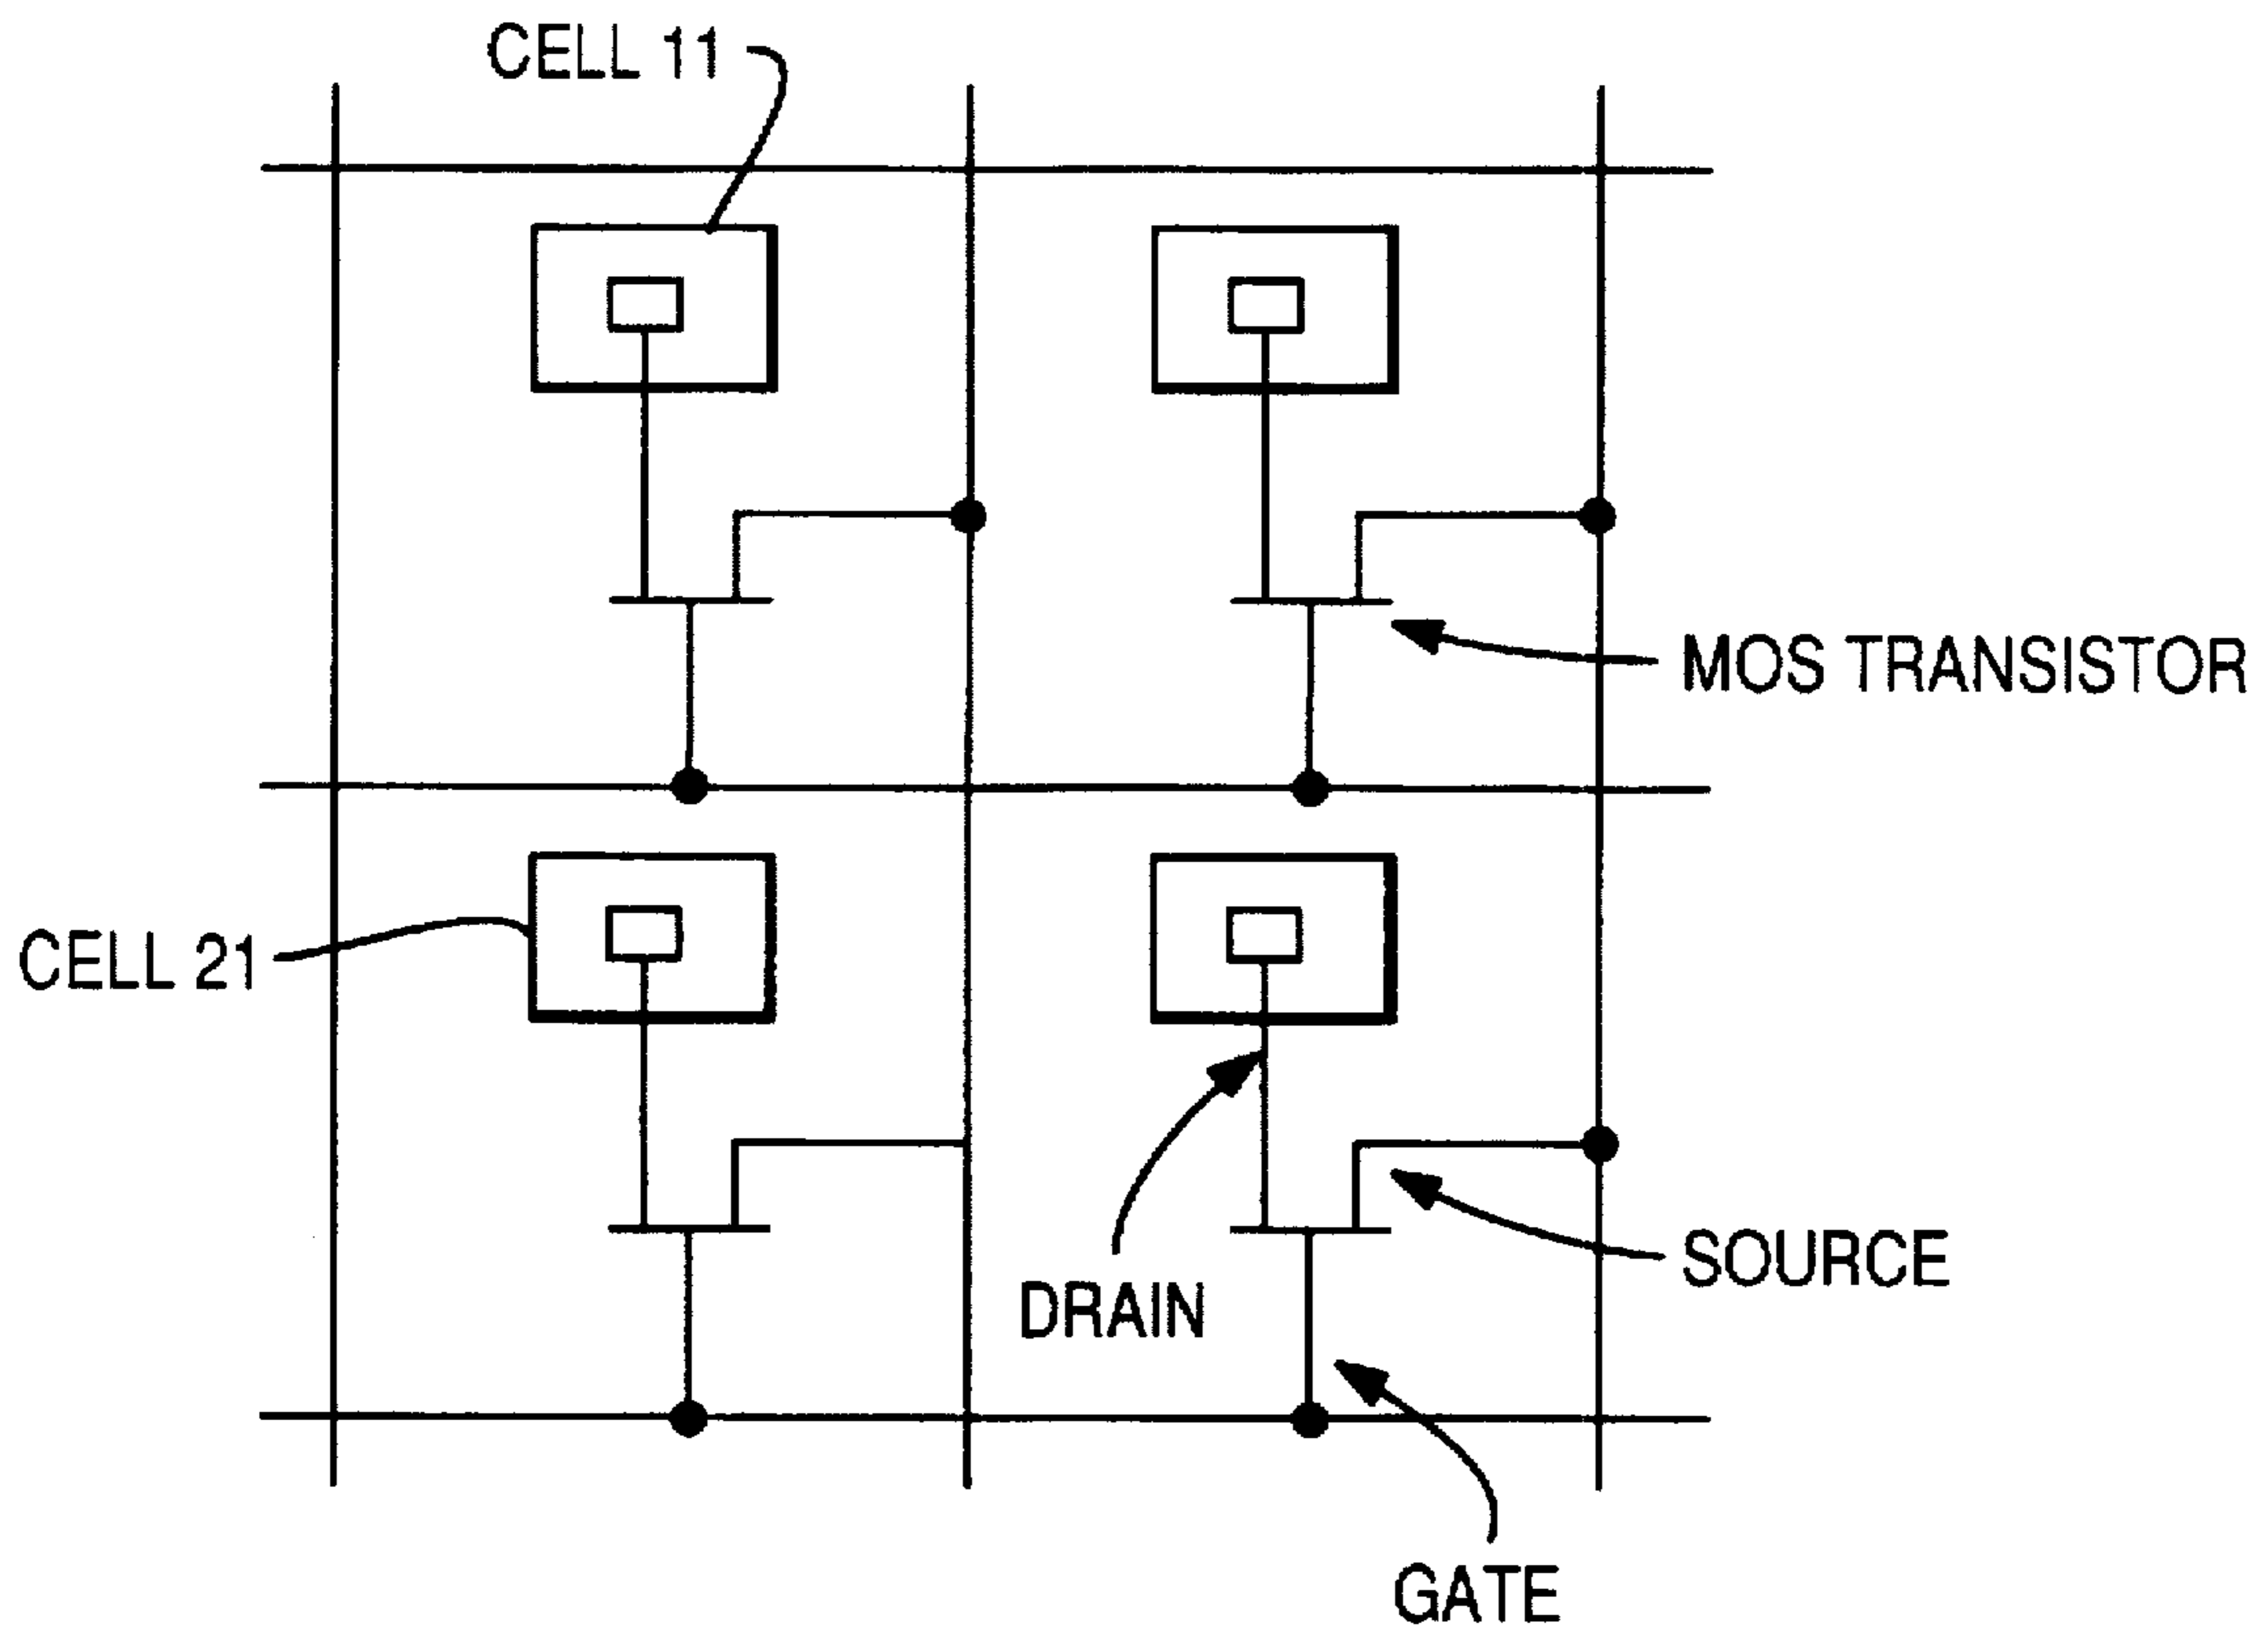 CELL 11
MOS TRANSISTOR
CELL 21
SOURCE
DRAIN
GATE